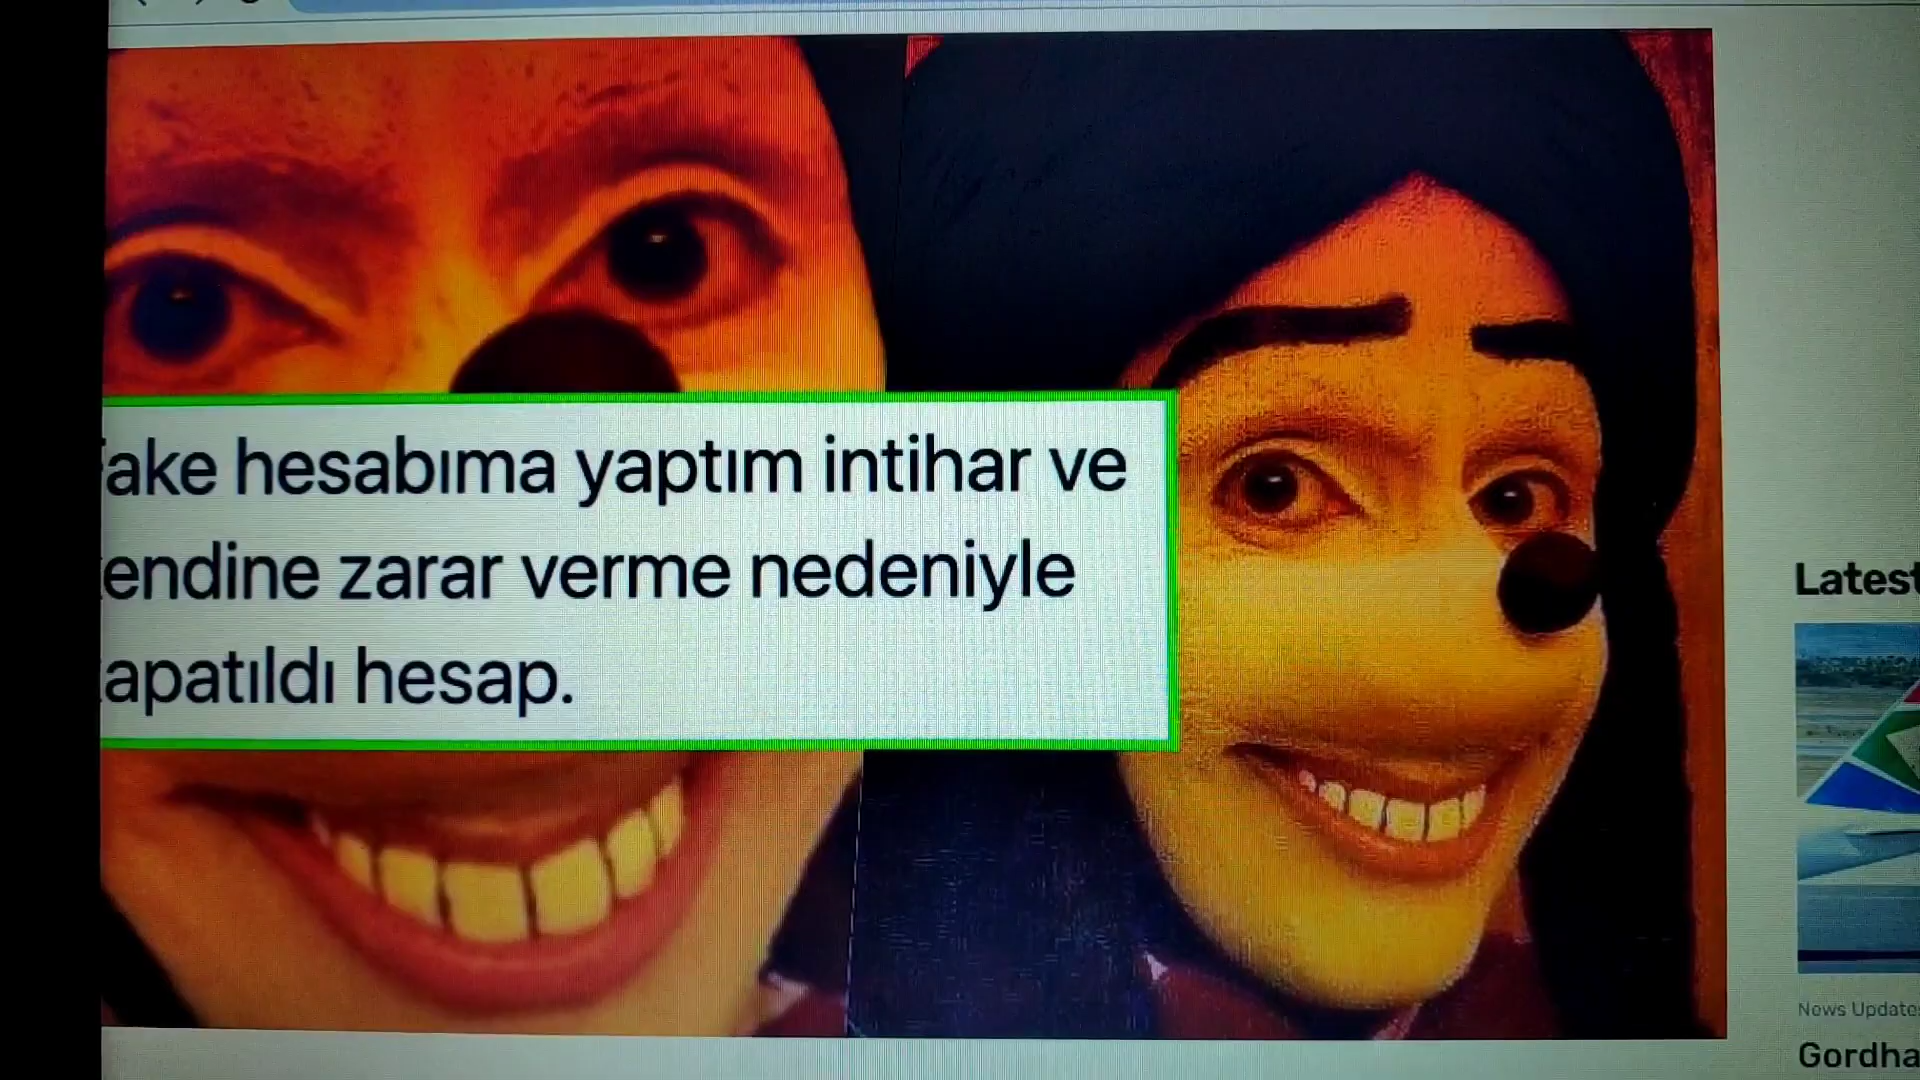 ake hesabıma yaptım intihar ve
endine zarar verme nedeniyle
apatıldı hesap.
Latest
News Update
Gordha